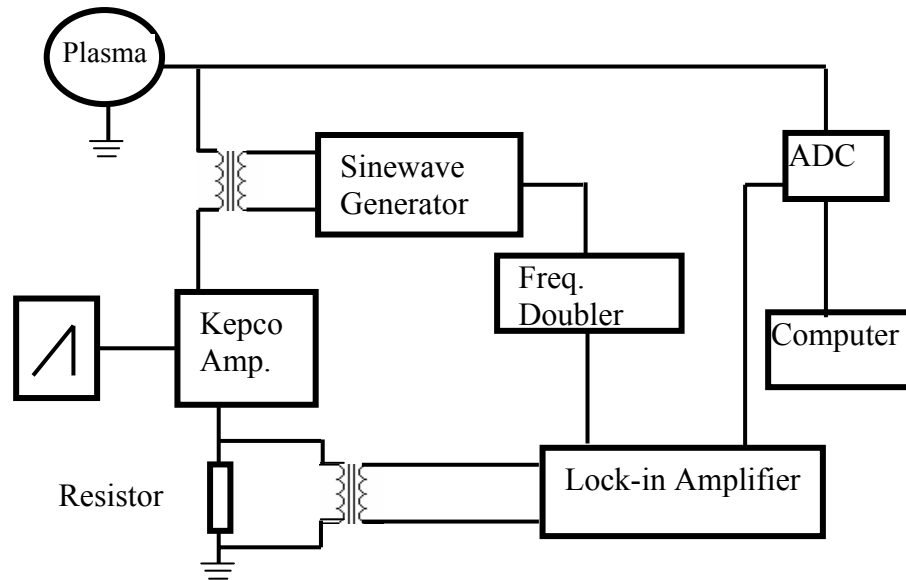 Plasma
Sinewave
Generator
ADC
Freq.
Doubler
Kepco
Amp.
Computer
Resistor
Lock-in Amplifier